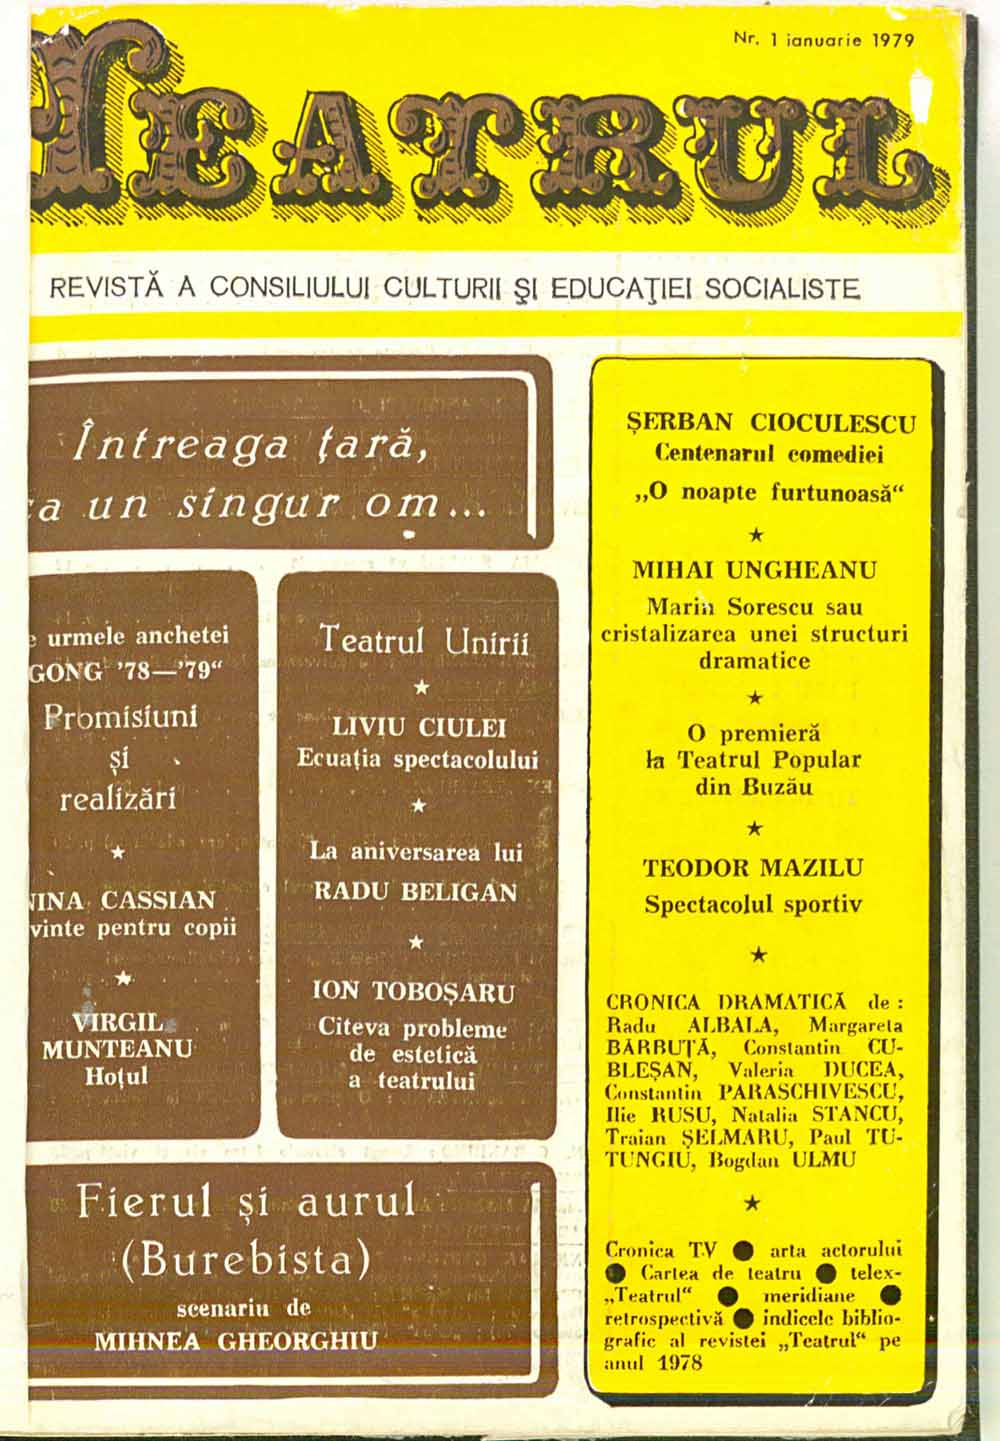 Nr. 1 ianuarie 1979
TEATRUL
REVISTĂ A CONSILIULUI CULTURII ŞI EDUCAŢIEI SOCIALISTE
Întreaga ţară,
ca un singur om...
e urmele anchetei
GONG ’78—’79“
Promisiuni
şi
realizări
★
NINA CASSIAN
vinte pentru copii
★
VIRGIL
MUNTEANU
Hoţul
Teatrul Unirii
★
LIVIU CIULEI
Ecuaţia spectacolului
★
La aniversarea lui
RADU BELIGAN
★
ION TOBOŞARU
Cîteva probleme
de estetică
a teatrului
Fierul şi aurul
(Burebista)
scenariu de
MIHNEA GHEORGHIU
ŞERBAN CIOCULESCU
Centenarul comediei
„O noapte furtunoasă“
★
MIHAI UNGHEANU
Marin Sorescu sau
cristalizarea unei structuri
dramatice
★
O premieră
la Teatrul Popular
din Buzău
★
TEODOR MAZILU
Spectacolul sportiv
★
CRONICA DRAMATICĂ de :
Radu ALBALA, Margareta
BĂRBUŢĂ, Constantin CU-
BLEŞAN, Valeria DUCEA,
Constantin PARASCHIVESCU,
Ilie RUSU, Natalia STANCU,
Traian ŞELMARU, Paul TU-
TUNGIU, Bogdan ULMU
★
Cronica T.V ● arta actorului
● Cartea de teatru ● telex-
„Teatrul“ ● meridiane ●
retrospectivă ● indicele biblio-
grafic al revistei „Teatrul“ pe
anul 1978